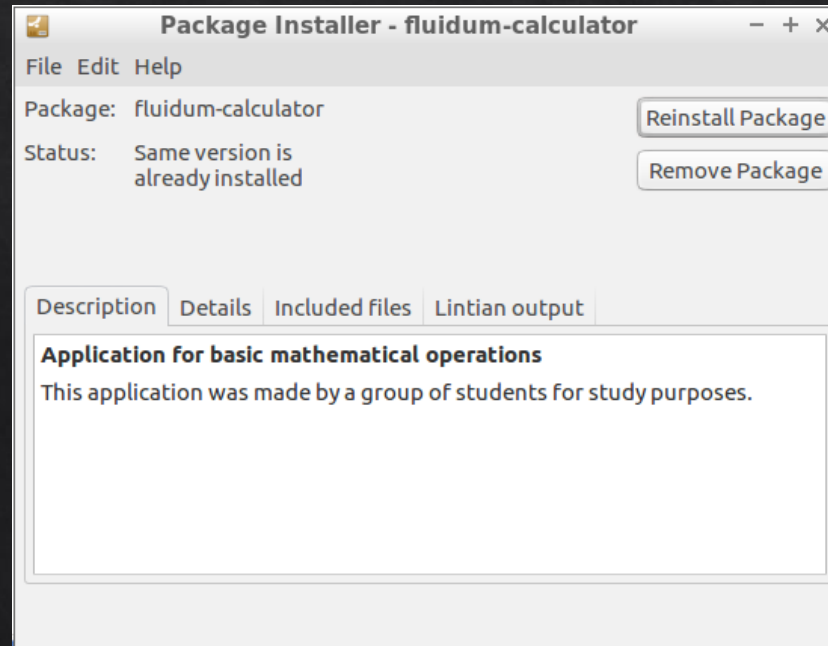 Package Installer - fluidum-calculator
File Edit Help
Package: fluidum-calculator
Reinstall Package
Status: Same version is
already installed
Remove Package
Description Details Included files Lintian output
Application for basic mathematical operations
This application was made by a group of students for study purposes.